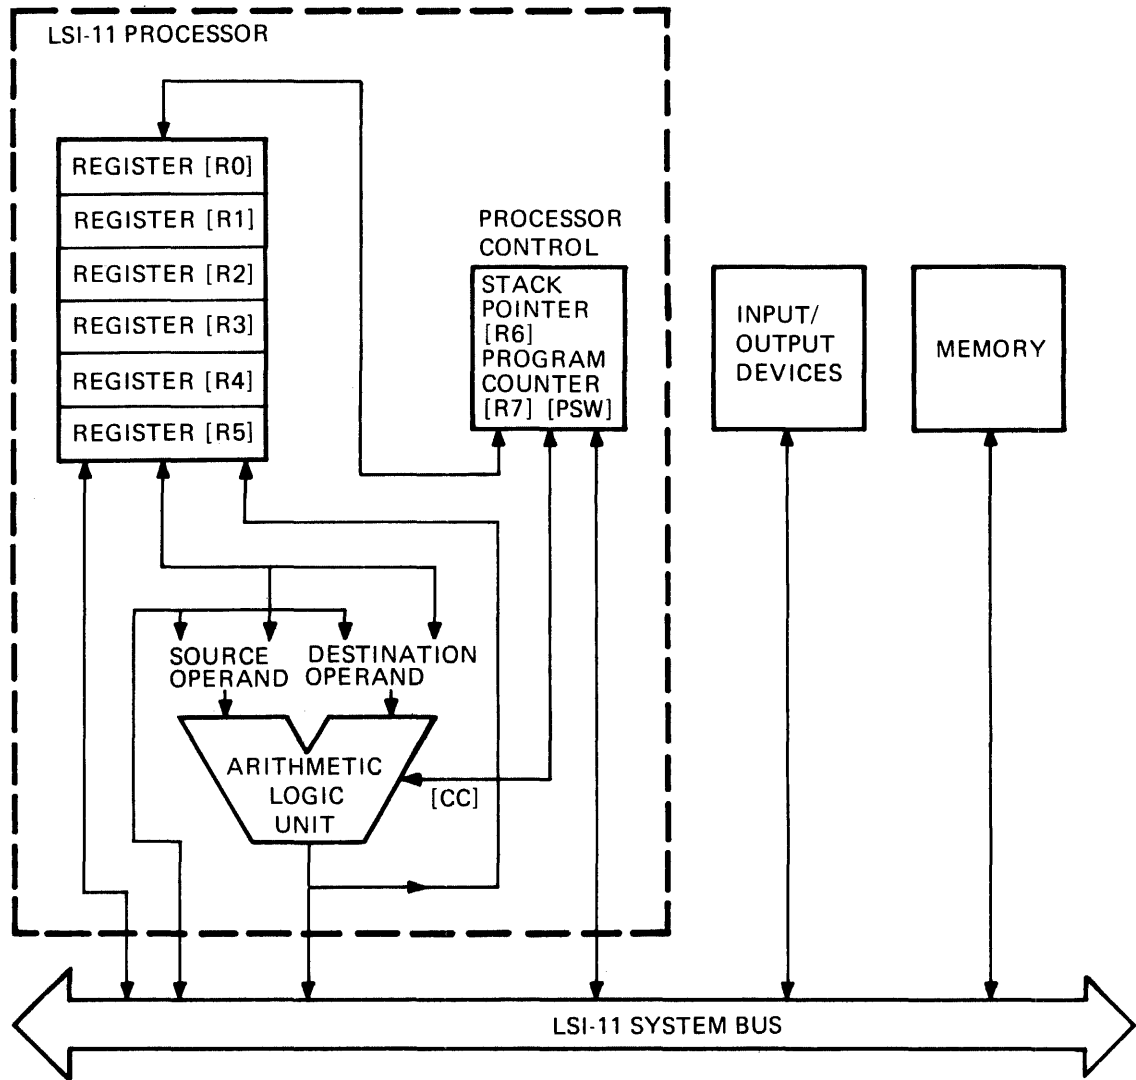 LSI-11 PROCESSOR
REGISTER [R0]
REGISTER [R1]
REGISTER [R2]
REGISTER [R3]
REGISTER [R4]
REGISTER [R5]
PROCESSOR
CONTROL
STACK
POINTER
[R6]
PROGRAM
COUNTER
[R7] [PSW]
INPUT/
OUTPUT
DEVICES
MEMORY
SOURCE
OPERAND
DESTINATION
OPERAND
ARITHMETIC
LOGIC
UNIT
[CC]
LSI-11 SYSTEM BUS